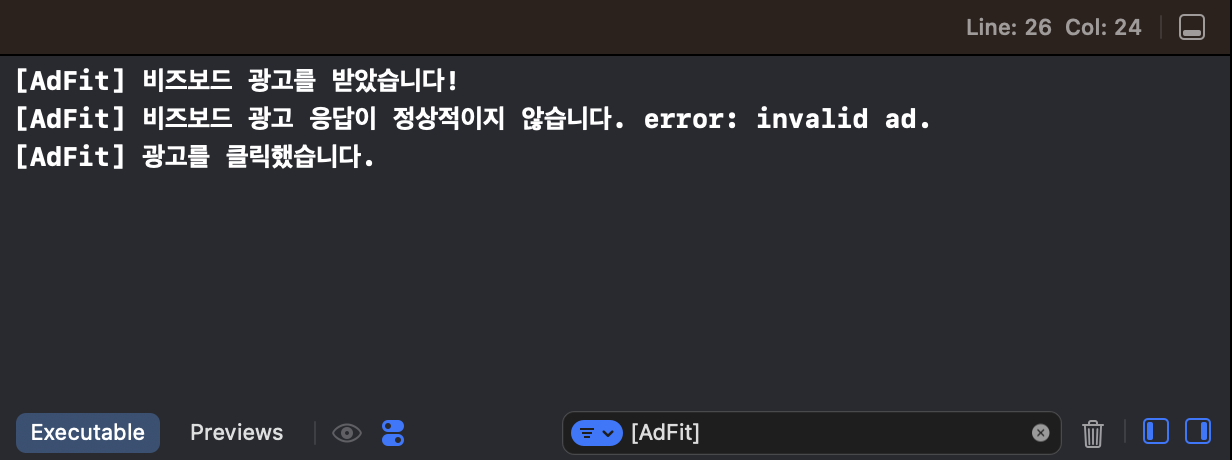 Line: 26 Col: 24
[AdFit] 비즈보드 광고를 받았습니다!
[AdFit] 비즈보드 광고 응답이 정상적이지 않습니다. error: invalid ad.
[AdFit] 광고를 클릭했습니다.
Executable Previews [AdFit]